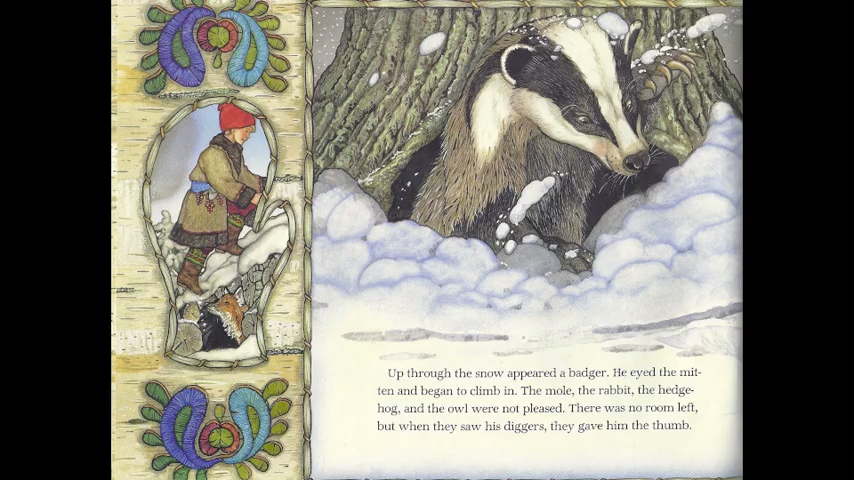 Up through the snow appeared a badger. He eyed the mit-
ten and began to climb in. The mole, the rabbit, the hedge-
hog, and the owl were not pleased. There was no room left,
but when they saw his diggers, they gave him the thumb.